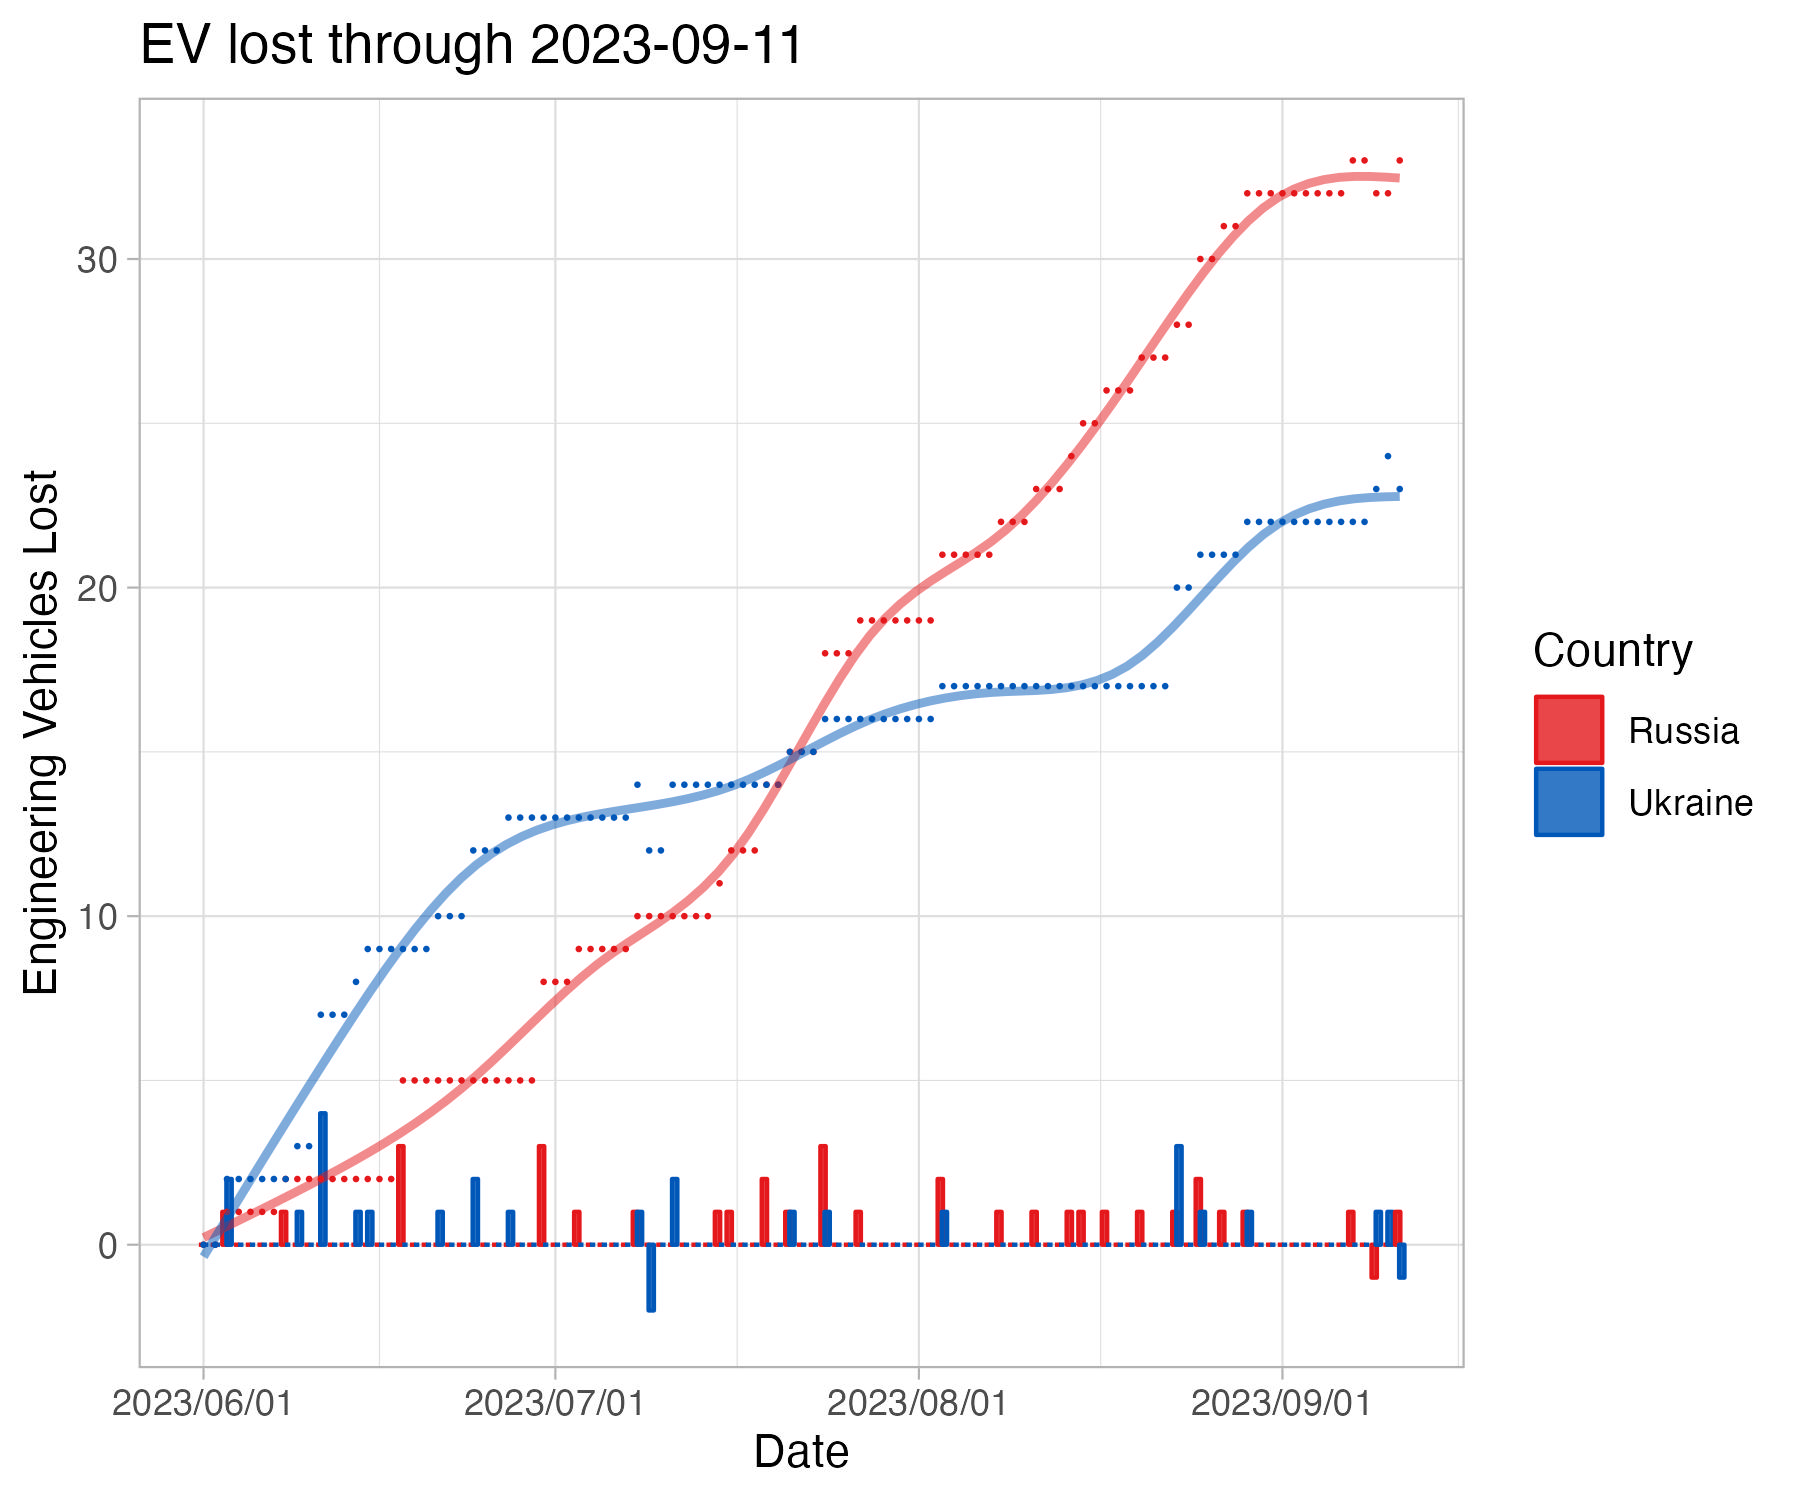 EV lost through 2023-09-11
Engineering Vehicles Lost
30
20
10
0
2023/06/01
2023/07/01
2023/08/01
2023/09/01
Date
Country
Russia
Ukraine